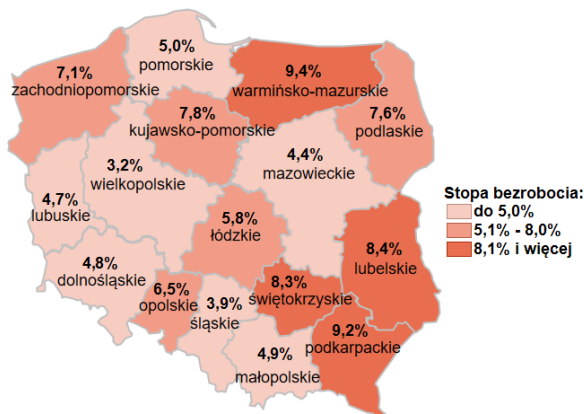 5,0%
pomorskie
7,1%
zachodniopomorskie
9,4%
warmińsko-mazurskie
7,8%
kujawsko-pomorskie
7,6%
podlaskie
3,2%
wielkopolskie
4,4%
mazowieckie
4,7%
lubuskie
5,8%
łódzkie
Stopa bezrobocia:
do 5,0%
5,1% - 8,0%
8,1% i więcej
8,4%
lubelskie
4,8%
dolnośląskie
6,5%
opolskie
3,9%
śląskie
8,3%
świętokrzyskie
9,2%
podkarpackie
4,9%
małopolskie